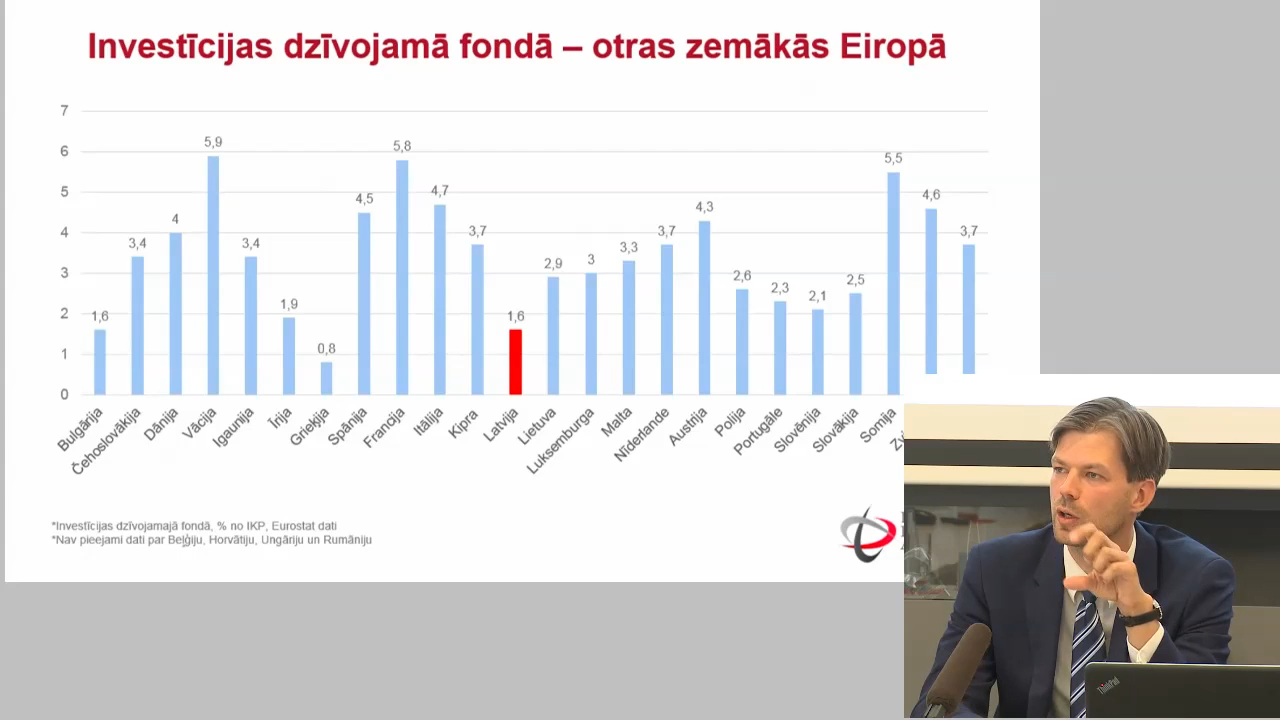 Investīcijas dzīvojamā fondā – otras zemākās Eiropā
7
6
5
4
3
2
1
0
1,6
3,4
4
5,9
3,4
1,9
0,8
4,5
5,8
4,7
3,7
1,6
2,9
3
3,3
3,7
4,3
2,6
2,3
2,1
2,5
5,5
4,6
3,7
Bulgārija
Čehoslovākija
Dānija
Vācija
Igaunija
Īrija
Grieķija
Spānija
Francija
Itālija
Kipra
Latvija
Lietuva
Luksemburga
Malta
Nīderlande
Austrija
Polija
Portugāle
Slovēnija
Slovākija
Somija
*Investīcijas dzīvojamajā fondā, % no IKP, Eurostat dati
*Nav pieejami dati par Beļģiju, Horvātiju, Ungāriju un Rumāniju
ThinkPad